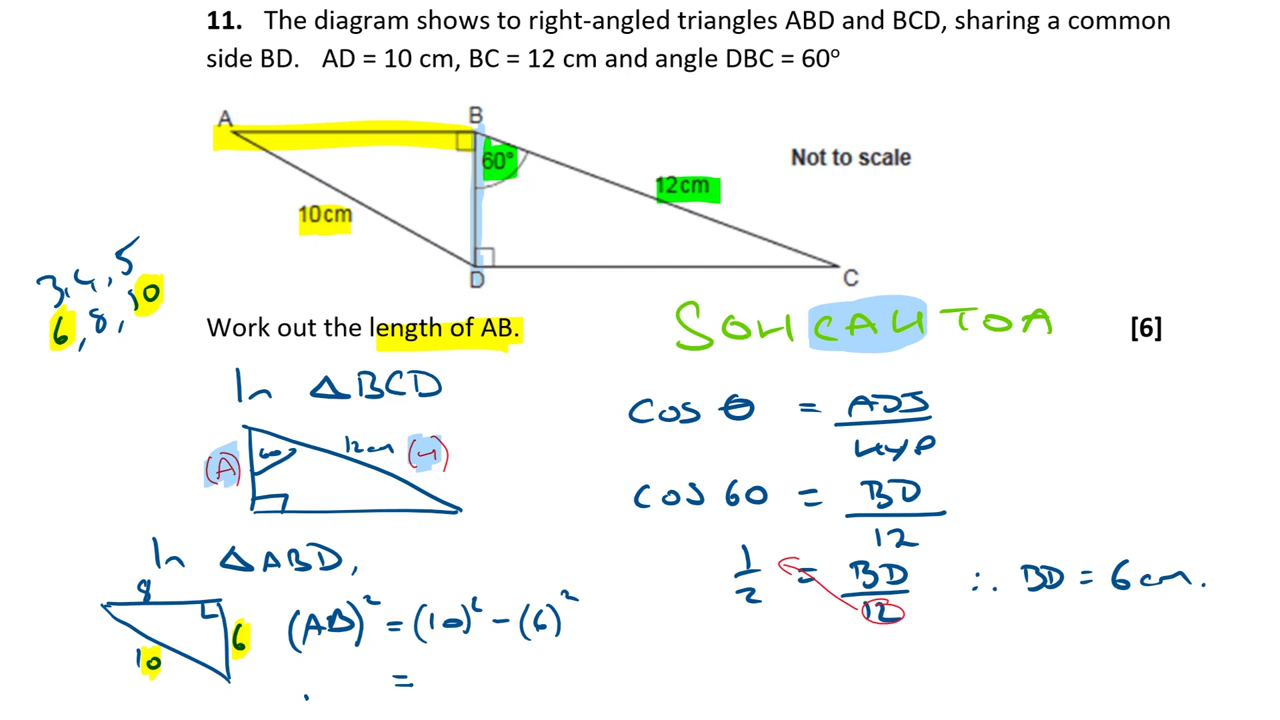 11. The diagram shows to right-angled triangles ABD and BCD, sharing a common
side BD. AD = 10 cm, BC = 12 cm and angle DBC = 60°
A
B
60°
12cm
Not to scale
10cm
D
C
3, 4, 5
6, 8, 10
Work out the length of AB.
SOH CAH TOA
[6]
In △BCD
60
12cm
(A)
(H)
COS θ = ADJ / HYP
COS 60 = BD / 12
1/2 = BD / 12 ∴ BD = 6cm.
In △ABD,
8
6
10
(AB)² = (10)² − (6)²
=